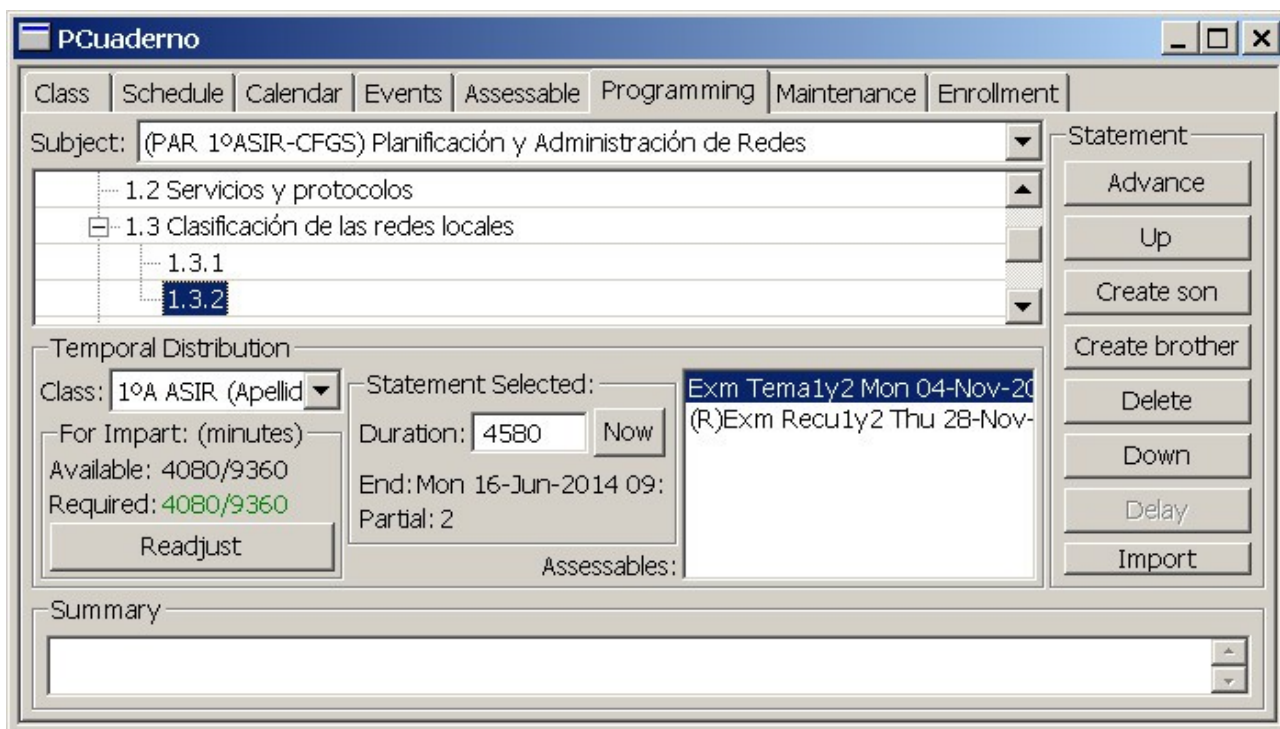 PCuaderno
Class Schedule Calendar Events Assessable Programming Maintenance Enrollment
Subject: (PAR 1ºASIR-CFGS) Planificación y Administración de Redes
1.2 Servicios y protocolos
1.3 Clasificación de las redes locales
1.3.1
1.3.2
Statement
Advance
Up
Create son
Create brother
Delete
Down
Delay
Import
Temporal Distribution
Class: 1ºA ASIR (Apellid
For Impart: (minutes)
Available: 4080/9360
Required: 4080/9360
Readjust
Statement Selected:
Duration: 4580 Now
End: Mon 16-Jun-2014 09:
Partial: 2
Assessables:
Exm Tema1y2 Mon 04-Nov-20
(R)Exm Recu1y2 Thu 28-Nov-
Summary